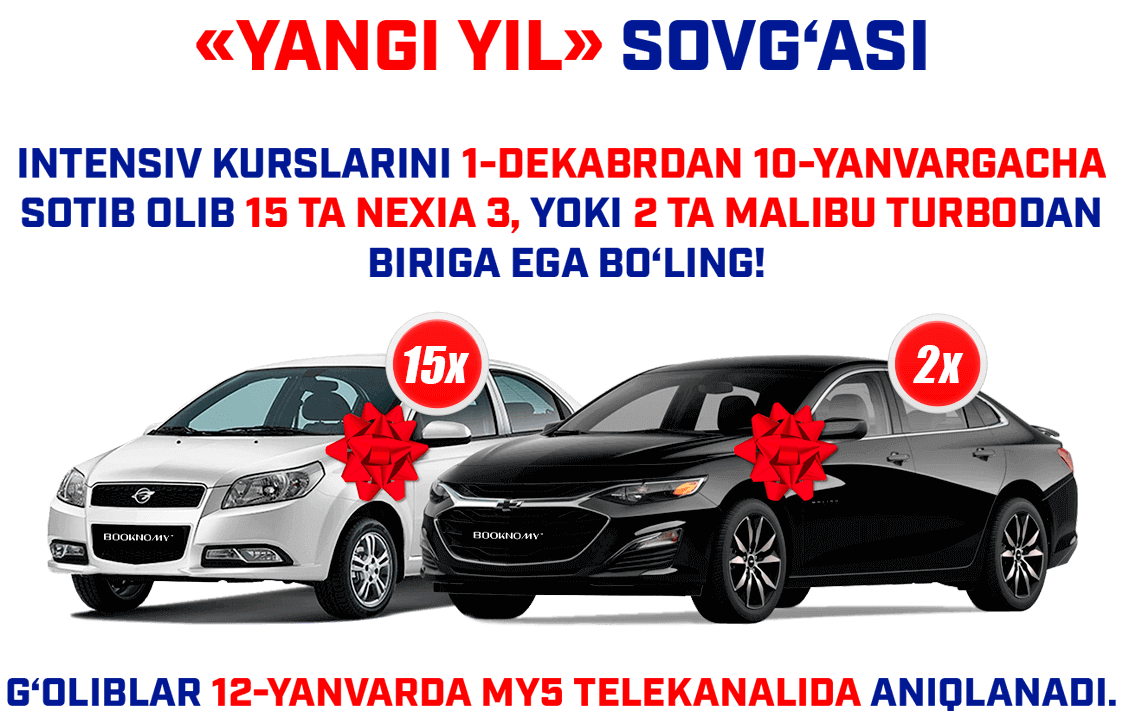 «YANGI YIL» SOVG‘ASI
INTENSIV KURSLARINI 1-DEKABRDAN 10-YANVARGACHA
SOTIB OLIB 15 TA NEXIA 3, YOKI 2 TA MALIBU TURBODAN
BIRIGA EGA BO‘LING!
15x
2x
BOOKNOMY
BOOKNOMY
G‘OLIBLAR 12-YANVARDA MY5 TELEKANALIDA ANIQLANADI.